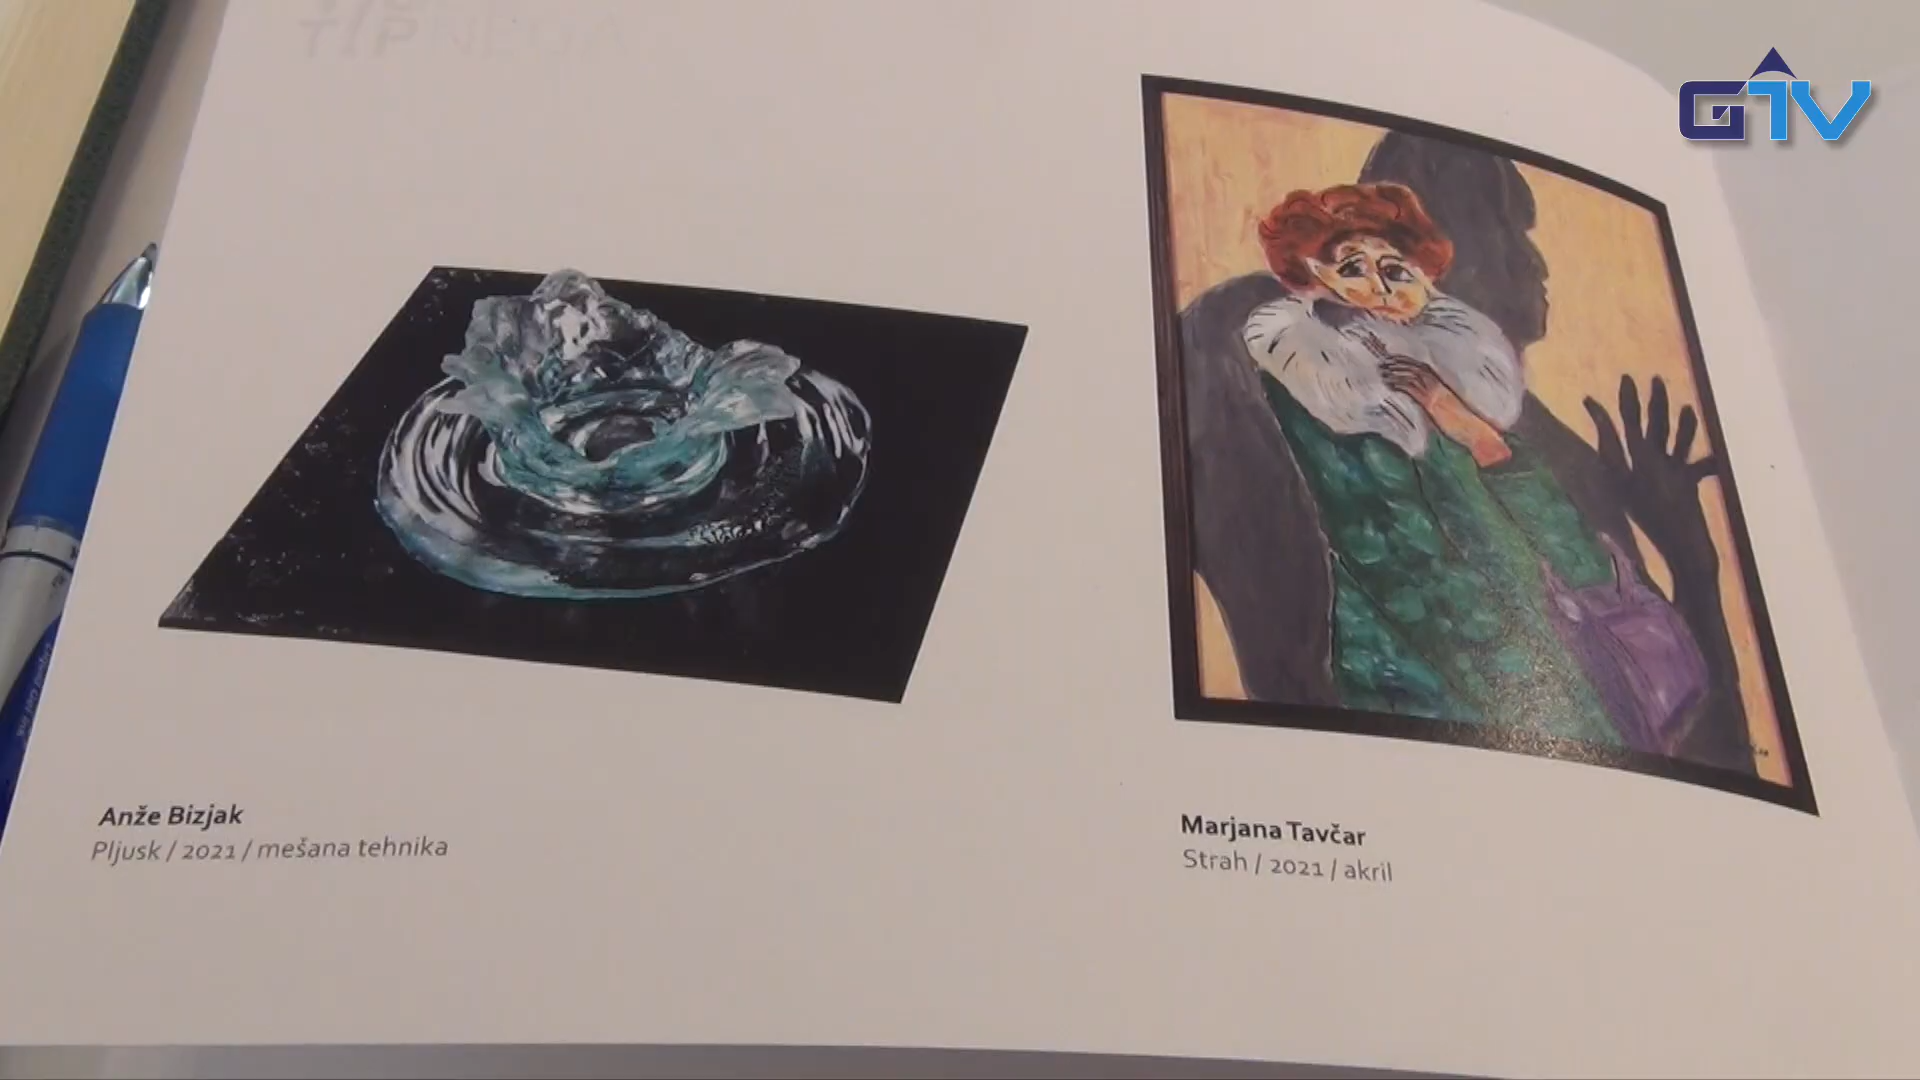 GTV
Anže Bizjak
Pljusk / 2021 / mešana tehnika
Marjana Tavčar
Strah / 2021 / akril